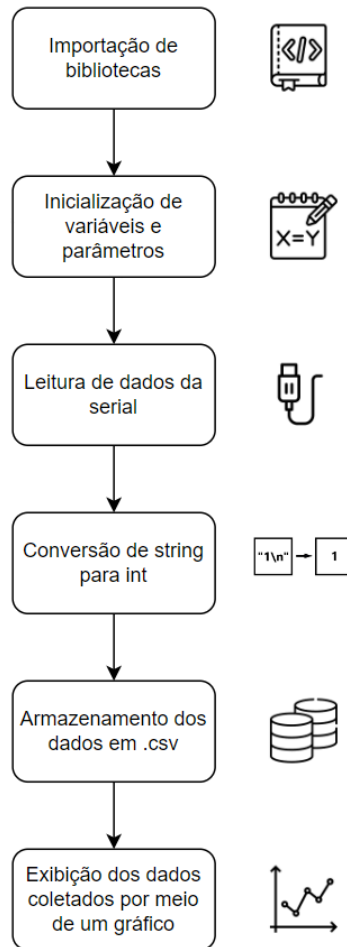 Importação de
bibliotecas
</>
Inicialização de
variáveis e
parâmetros
X=Y
Leitura de dados da
serial
Conversão de string
para int
"1\n"
1
Armazenamento dos
dados em .csv
Exibição dos dados
coletados por meio
de um gráfico